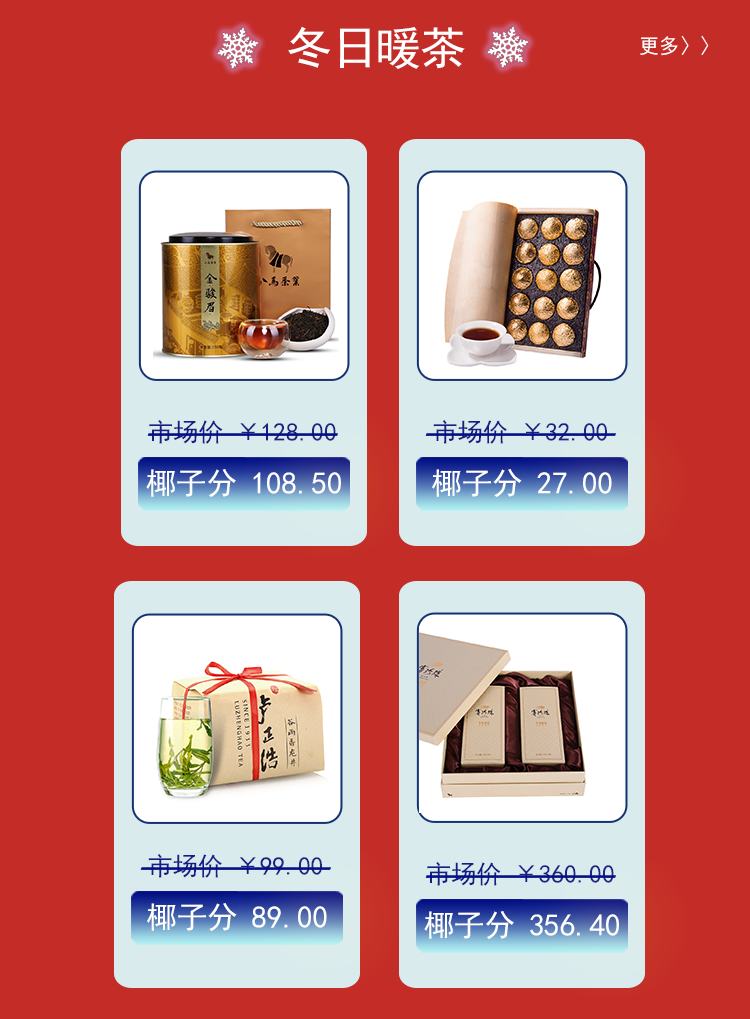 冬日暖茶
更多〉〉
金骏眉
八马茶业
市场价 ￥128.00
椰子分 108.50
市场价 ￥32.00
椰子分 27.00
卢正浩
SINCE 1931
LUZHENGHAO TEA
市场价 ￥99.00
椰子分 89.00
市场价 ￥360.00
椰子分 356.40